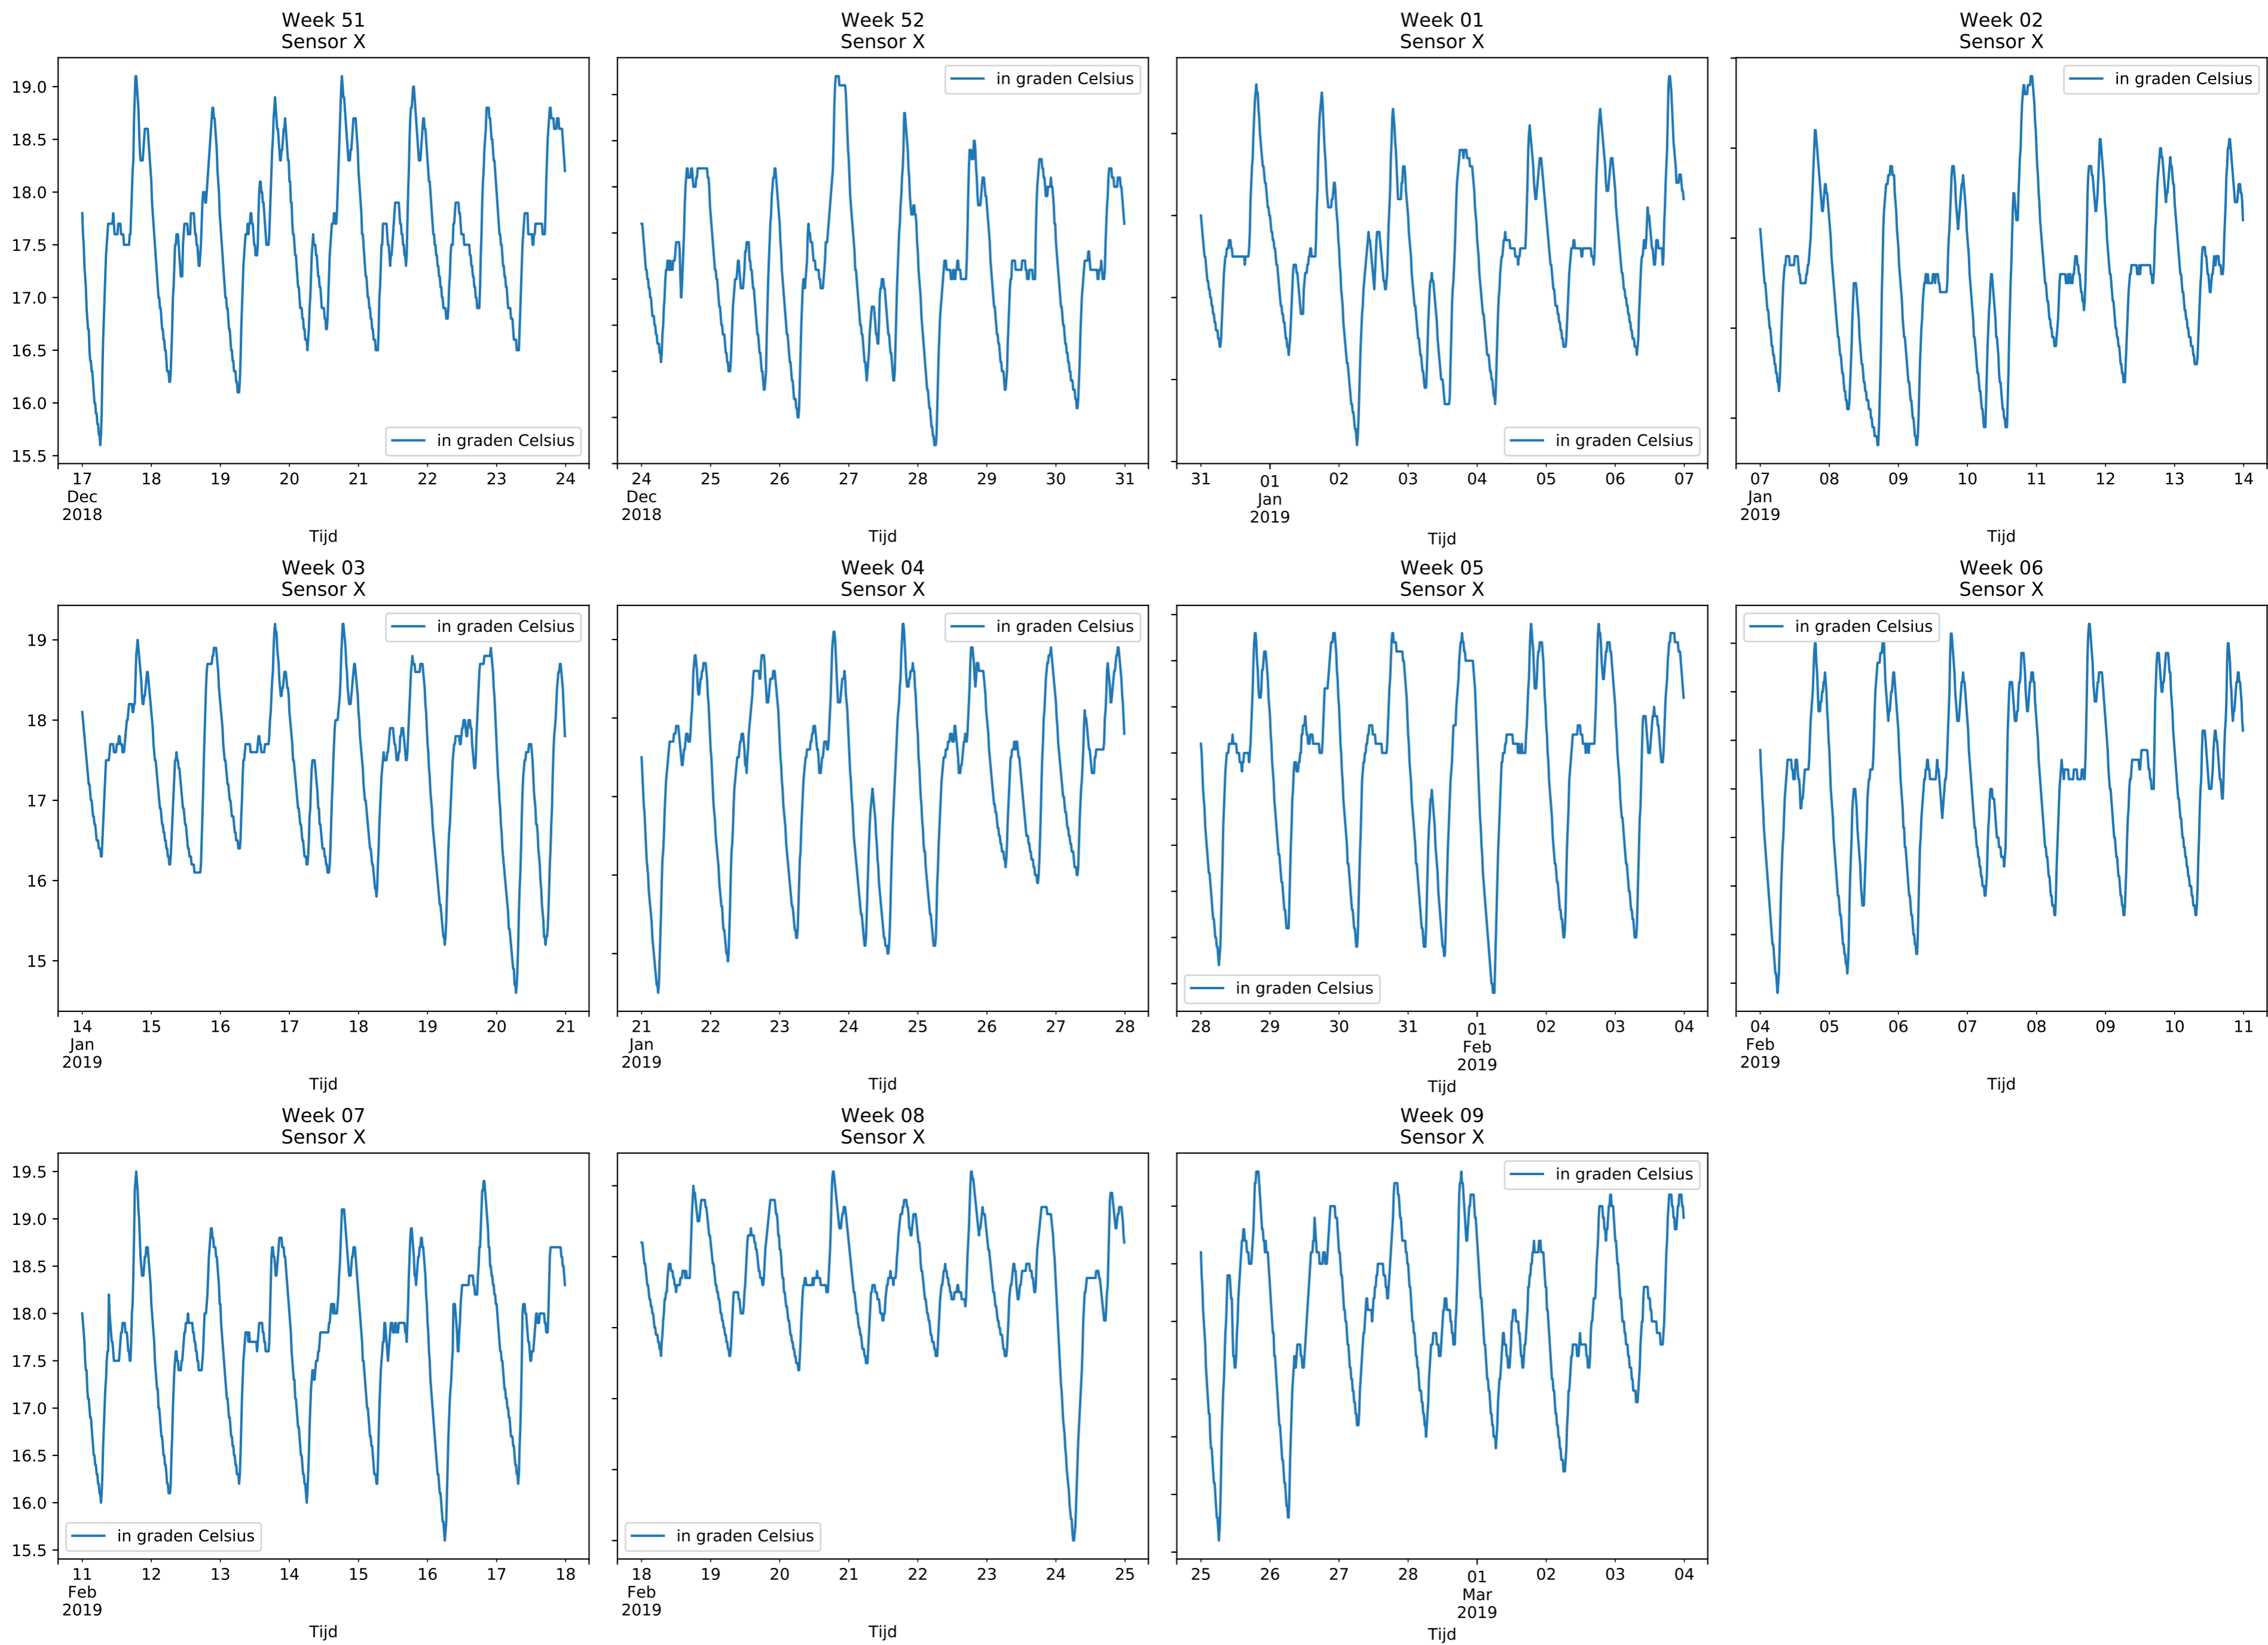 Week 51
Sensor X
19.0
18.5
18.0
17.5
17.0
16.5
16.0
15.5
in graden Celsius
17 18 19 20 21 22 23 24
Dec
2018
Tijd
Week 52
Sensor X
in graden Celsius
24 25 26 27 28 29 30 31
Dec
2018
Tijd
Week 01
Sensor X
in graden Celsius
31 01 02 03 04 05 06 07
Jan
2019
Tijd
Week 02
Sensor X
in graden Celsius
07 08 09 10 11 12 13 14
Jan
2019
Tijd
Week 03
Sensor X
in graden Celsius
19
18
17
16
15
14 15 16 17 18 19 20 21
Jan
2019
Tijd
Week 04
Sensor X
in graden Celsius
21 22 23 24 25 26 27 28
Jan
2019
Tijd
Week 05
Sensor X
in graden Celsius
28 29 30 31 01 02 03 04
Feb
2019
Tijd
Week 06
Sensor X
in graden Celsius
04 05 06 07 08 09 10 11
Feb
2019
Tijd
Week 07
Sensor X
19.5
19.0
18.5
18.0
17.5
17.0
16.5
16.0
15.5
in graden Celsius
11 12 13 14 15 16 17 18
Feb
2019
Tijd
Week 08
Sensor X
in graden Celsius
18 19 20 21 22 23 24 25
Feb
2019
Tijd
Week 09
Sensor X
in graden Celsius
25 26 27 28 01 02 03 04
Mar
2019
Tijd